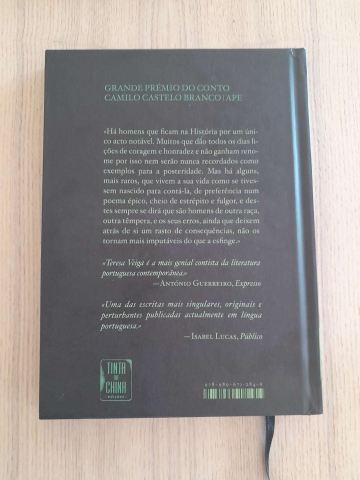 GRANDE PRÉMIO DO CONTO
CAMILO CASTELO BRANCO | APE
«Há homens que ficam na História por um úni-
co acto notável. Muitos que dão todos os dias li-
ções de coragem e honradez e não ganham reno-
me por isso nem serão nunca recordados como
exemplos para a posteridade. Mas há alguns,
mais raros, que vivem a sua vida como se tives-
sem nascido para contá-la, de preferência num
poema épico, cheio de estrépito e fulgor, e des-
tes sempre se dirá que são homens de outra raça,
outra têmpera, e os seus erros, ainda que deixem
atrás de si um rasto de consequências, não os
tornam mais imputáveis do que a esfinge.»
«Teresa Veiga é a mais genial contista da literatura
portuguesa contemporânea.»
— António Guerreiro, Expresso
«Uma das escritas mais singulares, originais e
perturbantes publicadas actualmente em língua
portuguesa.»
— Isabel Lucas, Público
TINTA
DA
CHINA